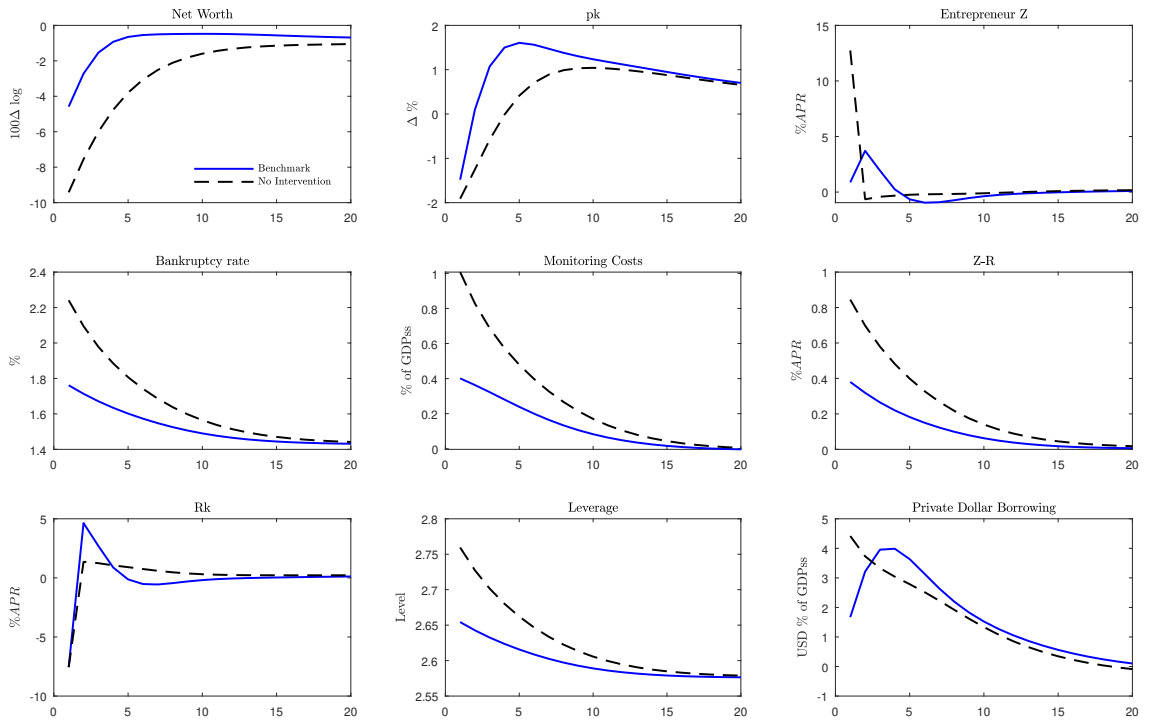 Net Worth
pk
Entrepreneur Z
100Δ log
0
-2
-4
-6
-8
-10
Benchmark
No Intervention
0 5 10 15 20
Δ %
2
1
0
-1
-2
0 5 10 15 20
%APR
15
10
5
0
0 5 10 15 20
Bankruptcy rate
Monitoring Costs
Z-R
%
2.4
2.2
2
1.8
1.6
1.4
0 5 10 15 20
% of GDPss
1
0.8
0.6
0.4
0.2
0
0 5 10 15 20
%APR
1
0.8
0.6
0.4
0.2
0
0 5 10 15 20
Rk
Leverage
Private Dollar Borrowing
%APR
5
0
-5
-10
0 5 10 15 20
Level
2.8
2.75
2.7
2.65
2.6
2.55
0 5 10 15 20
USD % of GDPss
5
4
3
2
1
0
-1
0 5 10 15 20